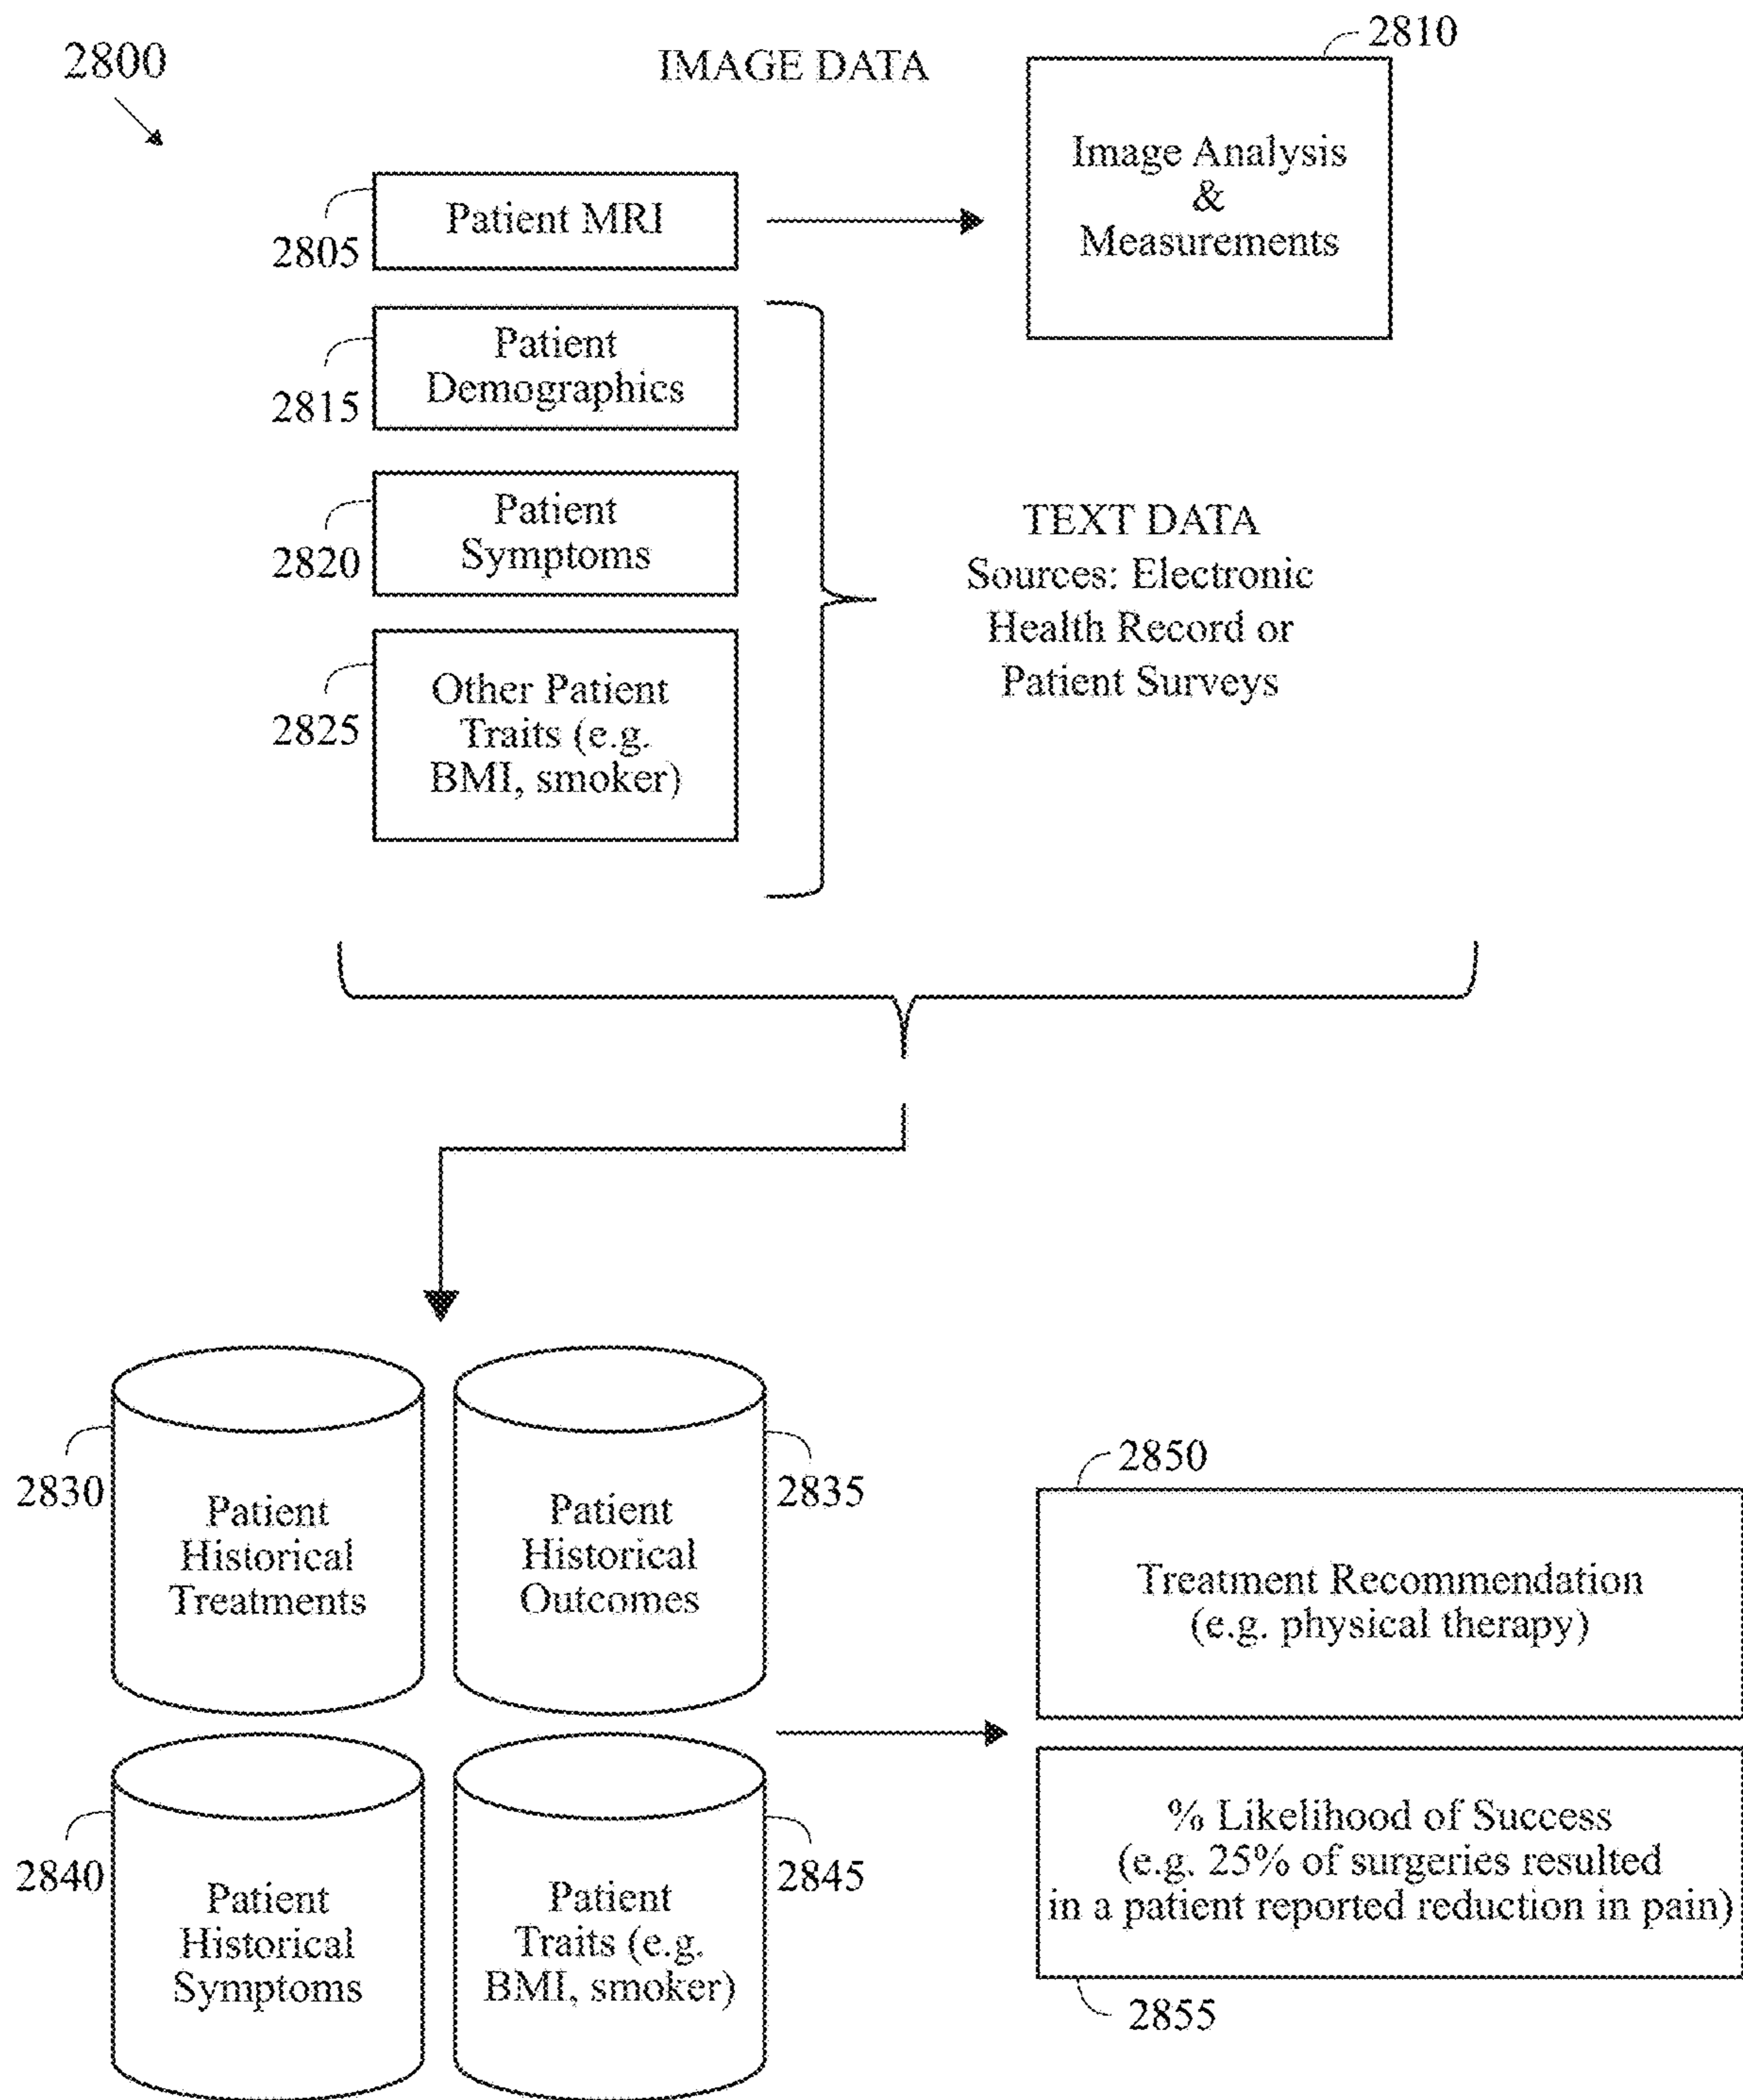 2800
IMAGE DATA
2810
Image Analysis
&
Measurements
Patient MRI
2805
Patient
Demographics
2815
Patient
Symptoms
2820
TEXT DATA
Sources: Electronic
Health Record or
Patient Surveys
Other Patient
Traits (e.g.
BMI, smoker)
2825
2830
Patient
Historical
Treatments
2835
Patient
Historical
Outcomes
2840
Patient
Historical
Symptoms
2845
Patient
Traits (e.g.
BMI, smoker)
2850
Treatment Recommendation
(e.g. physical therapy)
% Likelihood of Success
(e.g. 25% of surgeries resulted
in a patient reported reduction in pain)
2855